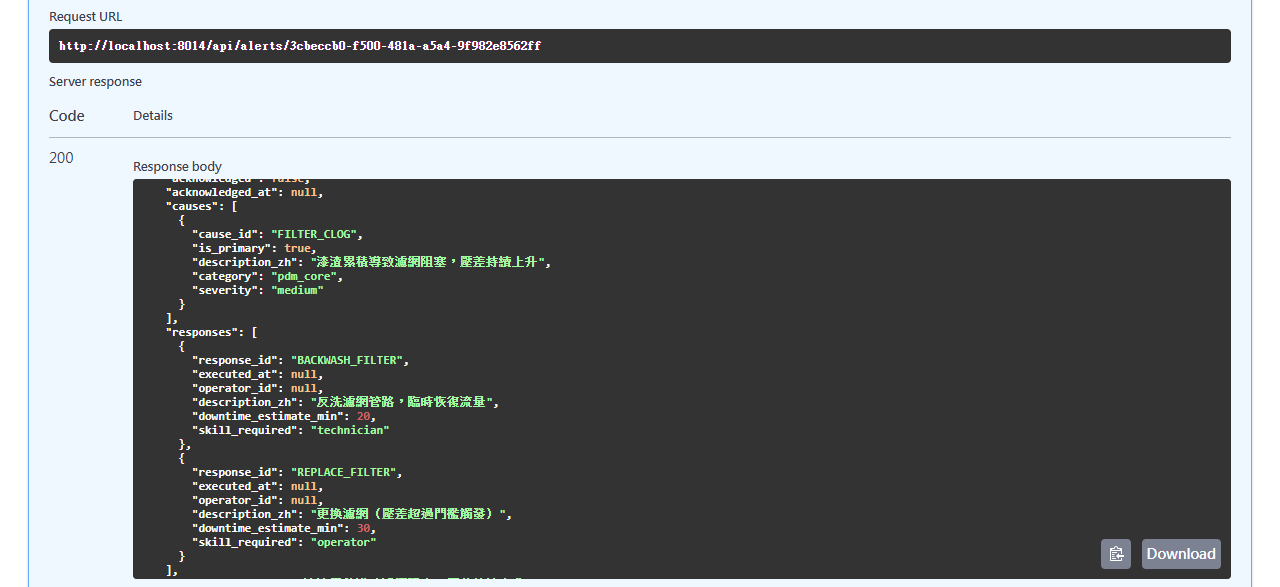 Request URL
http://localhost:8014/api/alerts/3cbeccb0-f500-481a-a5a4-9f982e8562ff
Server response
Code Details
200
Response body
"acknowledged": false,
"acknowledged_at": null,
"causes": [
{
"cause_id": "FILTER_CLOG",
"is_primary": true,
"description_zh": "漆渣累積導致濾網阻塞，壓差持續上升",
"category": "pdm_core",
"severity": "medium"
}
],
"responses": [
{
"response_id": "BACKWASH_FILTER",
"executed_at": null,
"operator_id": null,
"description_zh": "反洗濾網管路，臨時恢復流量",
"downtime_estimate_min": 20,
"skill_required": "technician"
},
{
"response_id": "REPLACE_FILTER",
"executed_at": null,
"operator_id": null,
"description_zh": "更換濾網（壓差超過門檻觸發）",
"downtime_estimate_min": 30,
"skill_required": "operator"
}
],
Download